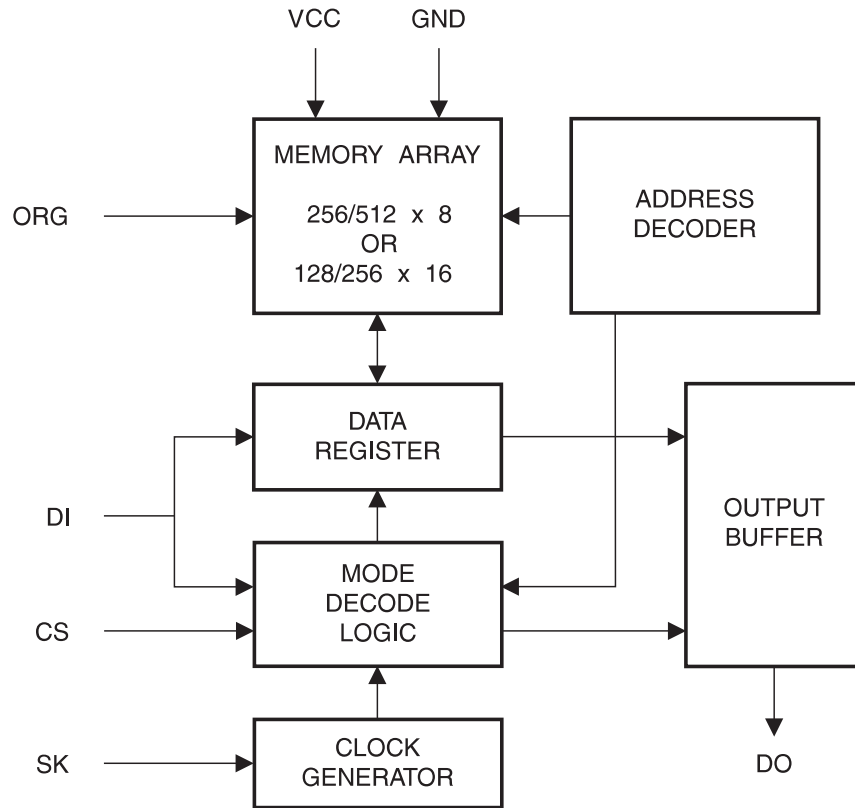 VCC
GND
MEMORY ARRAY
256/512 x 8
OR
128/256 x 16
ADDRESS
DECODER
ORG
DATA
REGISTER
DI
OUTPUT
BUFFER
MODE
DECODE
LOGIC
CS
CLOCK
GENERATOR
SK
DO